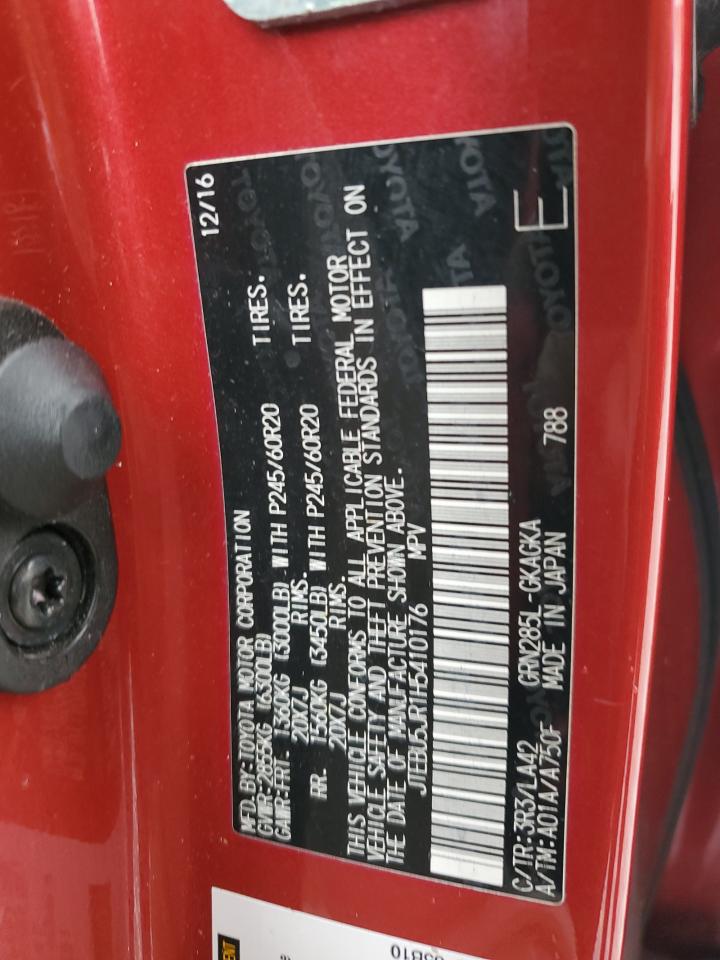 MFD. BY: TOYOTA MOTOR CORPORATION 12/16
GVWR: 2855KG (6300LB)
GAWR: FRT 1360KG (3000LB) WITH P245/60R20 TIRES.
20X7J RIMS.
RR. 1560KG (3450LB) WITH P245/60R20 TIRES.
20X7J RIMS.
THIS VEHICLE CONFORMS TO ALL APPLICABLE FEDERAL MOTOR
VEHICLE SAFETY AND THEFT PREVENTION STANDARDS IN EFFECT ON
THE DATE OF MANUFACTURE SHOWN ABOVE.
JTEBU5JR1H5410176 MPV
C/TR: 3R3/LA42 GRN285L-GKAGKA
A/TM: A01A/A750F MADE IN JAPAN 788
E